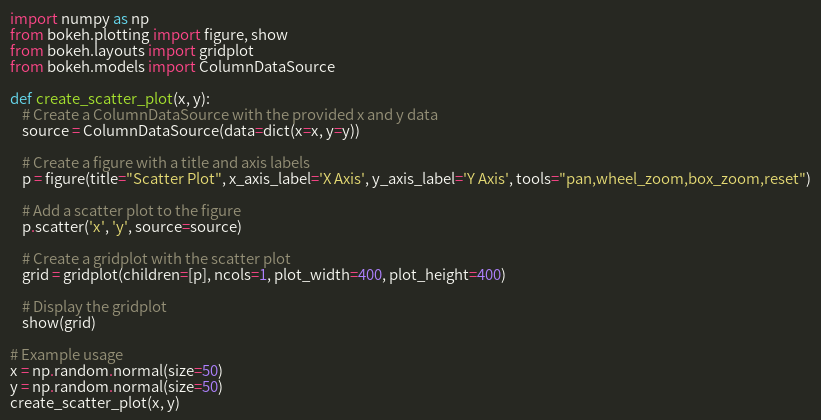 import numpy as np
from bokeh.plotting import figure, show
from bokeh.layouts import gridplot
from bokeh.models import ColumnDataSource

def create_scatter_plot(x, y):
    # Create a ColumnDataSource with the provided x and y data
    source = ColumnDataSource(data=dict(x=x, y=y))

    # Create a figure with a title and axis labels
    p = figure(title="Scatter Plot", x_axis_label='X Axis', y_axis_label='Y Axis', tools="pan,wheel_zoom,box_zoom,reset")

    # Add a scatter plot to the figure
    p.scatter('x', 'y', source=source)

    # Create a gridplot with the scatter plot
    grid = gridplot(children=[p], ncols=1, plot_width=400, plot_height=400)

    # Display the gridplot
    show(grid)

# Example usage
x = np.random.normal(size=50)
y = np.random.normal(size=50)
create_scatter_plot(x, y)